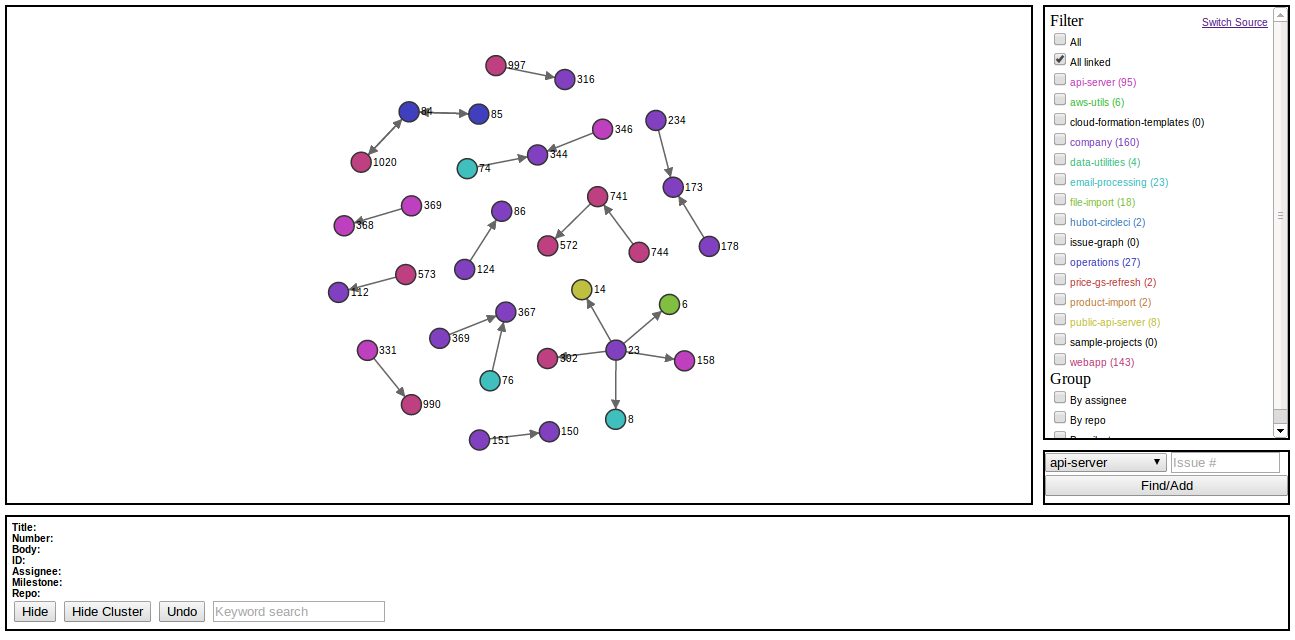 997
316
84
85
346
234
1020
74
344
173
369
741
86
368
572
744
178
124
573
112
14
6
367
369
331
392
23
158
76
990
8
151
150
Filter
Switch Source
All
All linked
api-server (95)
aws-utils (6)
cloud-formation-templates (0)
company (160)
data-utilities (4)
email-processing (23)
file-import (18)
hubot-circleci (2)
issue-graph (0)
operations (27)
price-gs-refresh (2)
product-import (2)
public-api-server (8)
sample-projects (0)
webapp (143)
Group
By assignee
By repo
api-server
Issue #
Find/Add
Title:
Number:
Body:
ID:
Assignee:
Milestone:
Repo:
Hide
Hide Cluster
Undo
Keyword search